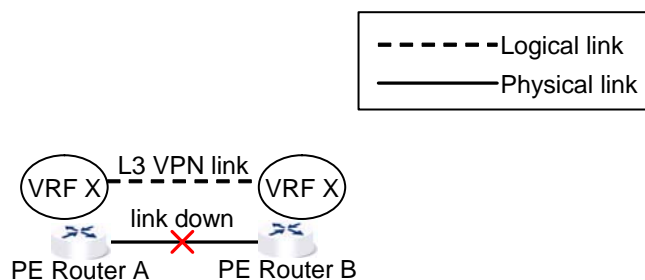 Logical link
Physical link
L3 VPN link
VRF X
VRF X
link down
PE Router A
PE Router B